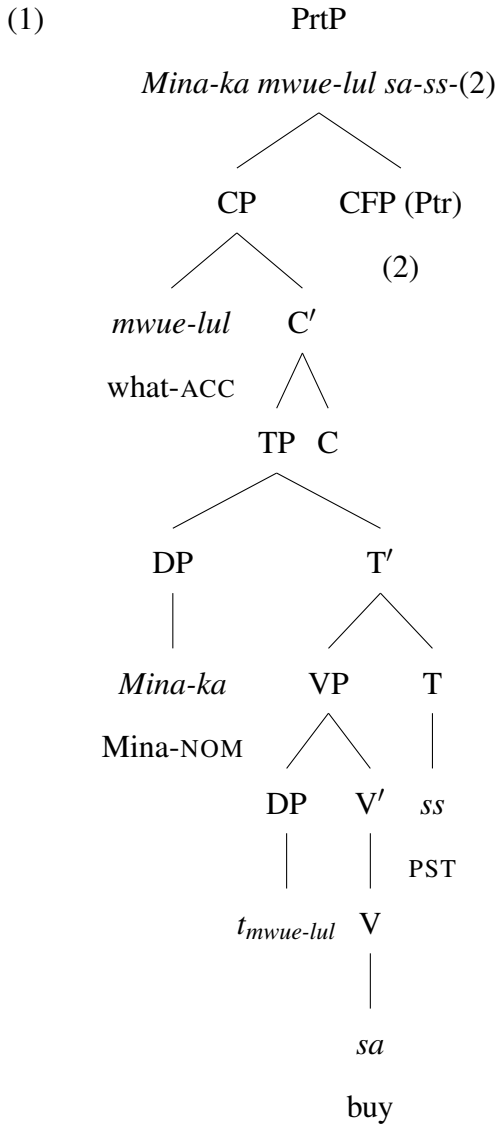 (1) PrtP
Mina-ka mwue-lul sa-ss-(2)
CP CFP (Ptr)
(2)
mwue-lul C′
what-ACC
TP C
DP T′
Mina-ka VP T
Mina-NOM
DP V′ ss
PST
t mwue-lul V
sa
buy